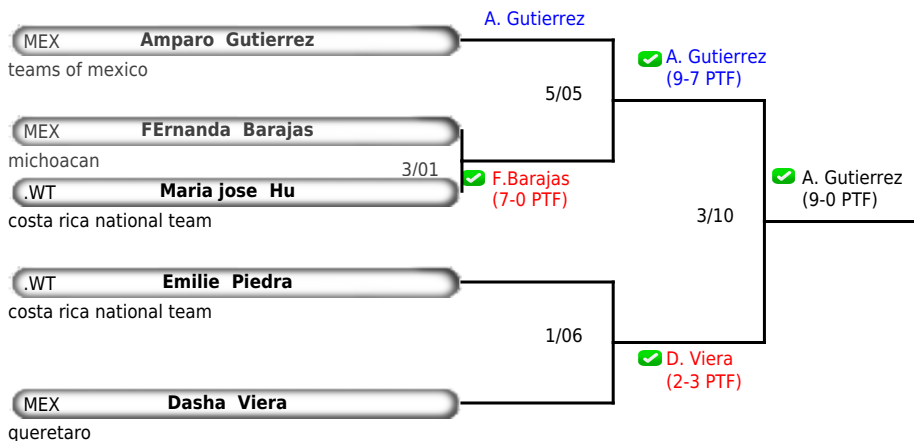 A. Gutierrez
MEX Amparo Gutierrez
teams of mexico
A. Gutierrez
(9-7 PTF)
5/05
MEX FErnanda Barajas
michoacan
3/01
F.Barajas
(7-0 PTF)
A. Gutierrez
(9-0 PTF)
.WT Maria jose Hu
costa rica national team
3/10
.WT Emilie Piedra
costa rica national team
1/06
D. Viera
(2-3 PTF)
MEX Dasha Viera
queretaro